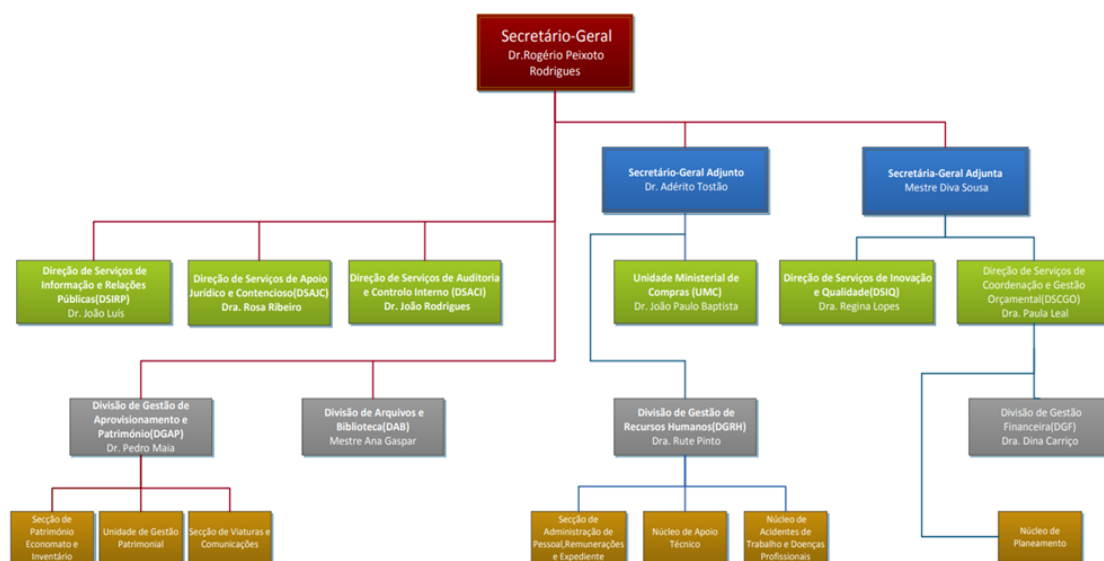 Secretário-Geral
Dr.Rogério Peixoto
Rodrigues
Secretário-Geral Adjunto
Dr. Adérito Tostão
Secretária-Geral Adjunta
Mestre Diva Sousa
Direção de Serviços de
Informação e Relações
Públicas(DSIRP)
Dr. João Luís
Direção de Serviços de Apoio
Jurídico e Contencioso(DSAJC)
Dra. Rosa Ribeiro
Direção de Serviços de Auditoria
e Controlo Interno (DSACI)
Dr. João Rodrigues
Unidade Ministerial de
Compras (UMC)
Dr. João Paulo Baptista
Direção de Serviços de Inovação
e Qualidade(DSIQ)
Dra. Regina Lopes
Direção de Serviços de
Coordenação e Gestão
Orçamental(DSCGO)
Dra. Paula Leal
Divisão de Gestão de
Aprovisionamento e
Património(DGAP)
Dr. Pedro Maia
Divisão de Arquivos e
Biblioteca(DAB)
Mestre Ana Gaspar
Divisão de Gestão de
Recursos Humanos(DGRH)
Dra. Rute Pinto
Divisão de Gestão
Financeira(DGF)
Dra. Dina Carriço
Secção de
Património
Economato e
Inventário
Unidade de Gestão
Patrimonial
Secção de Viaturas e
Comunicações
Secção de
Administração de
Pessoal,Remunerações
e Expediente
Núcleo de Apoio
Técnico
Núcleo de Acidentes
de Trabalho e Doenças
Profissionais
Núcleo de
Planeamento